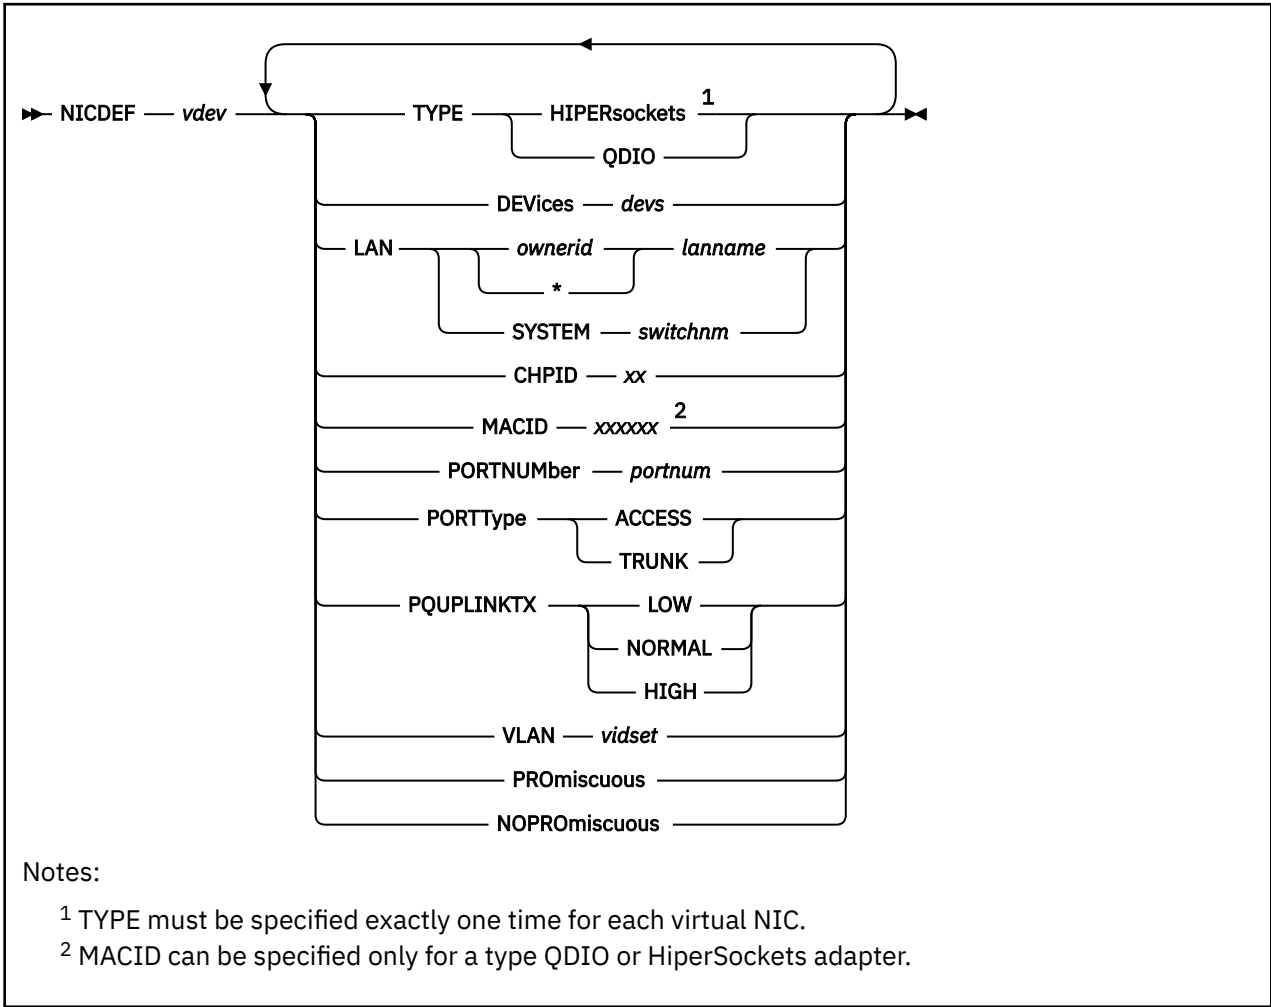 1
NICDEF vdev TYPE HIPERsockets
QDIO
DEVices devs
LAN ownerid lanname
*
SYSTEM switchnm
CHPID xx
2
MACID xxxxxx
PORTNUMber portnum
PORTType ACCESS
TRUNK
PQUPLINKTX LOW
NORMAL
HIGH
VLAN vidset
PROmiscuous
NOPROmiscuous
Notes:
1 TYPE must be specified exactly one time for each virtual NIC.
2 MACID can be specified only for a type QDIO or HiperSockets adapter.